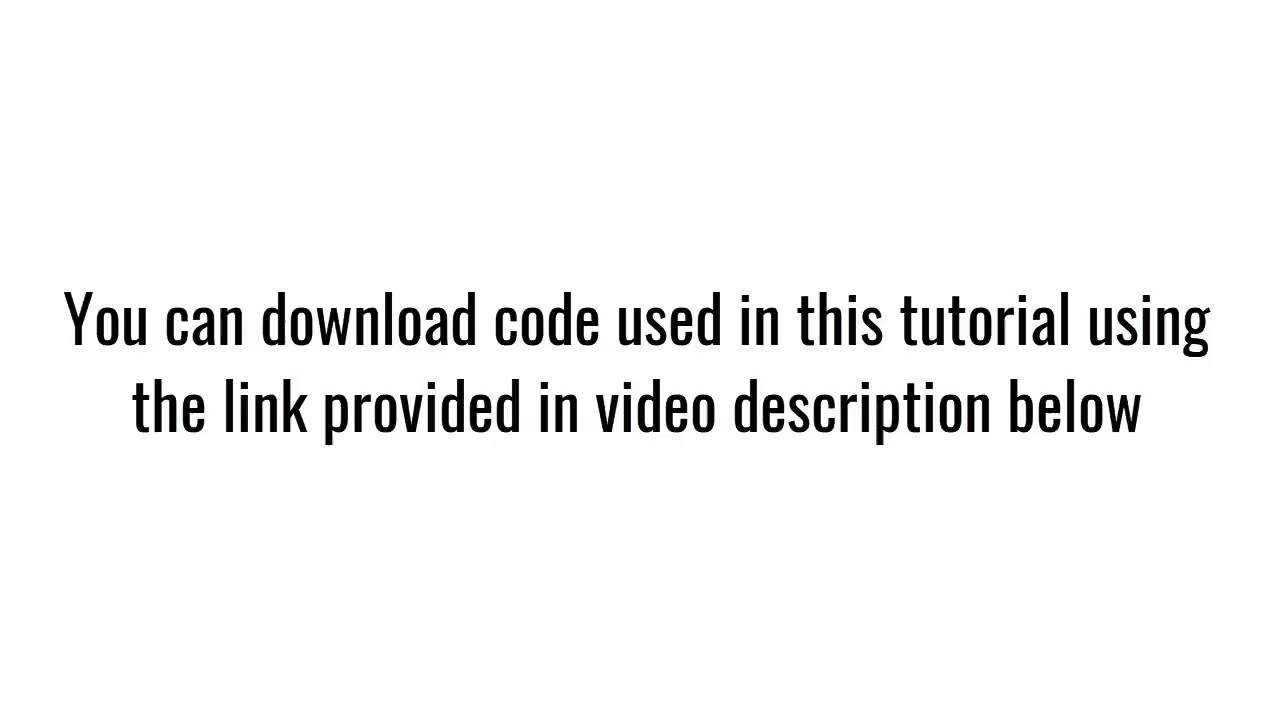 You can download code used in this tutorial using
the link provided in video description below